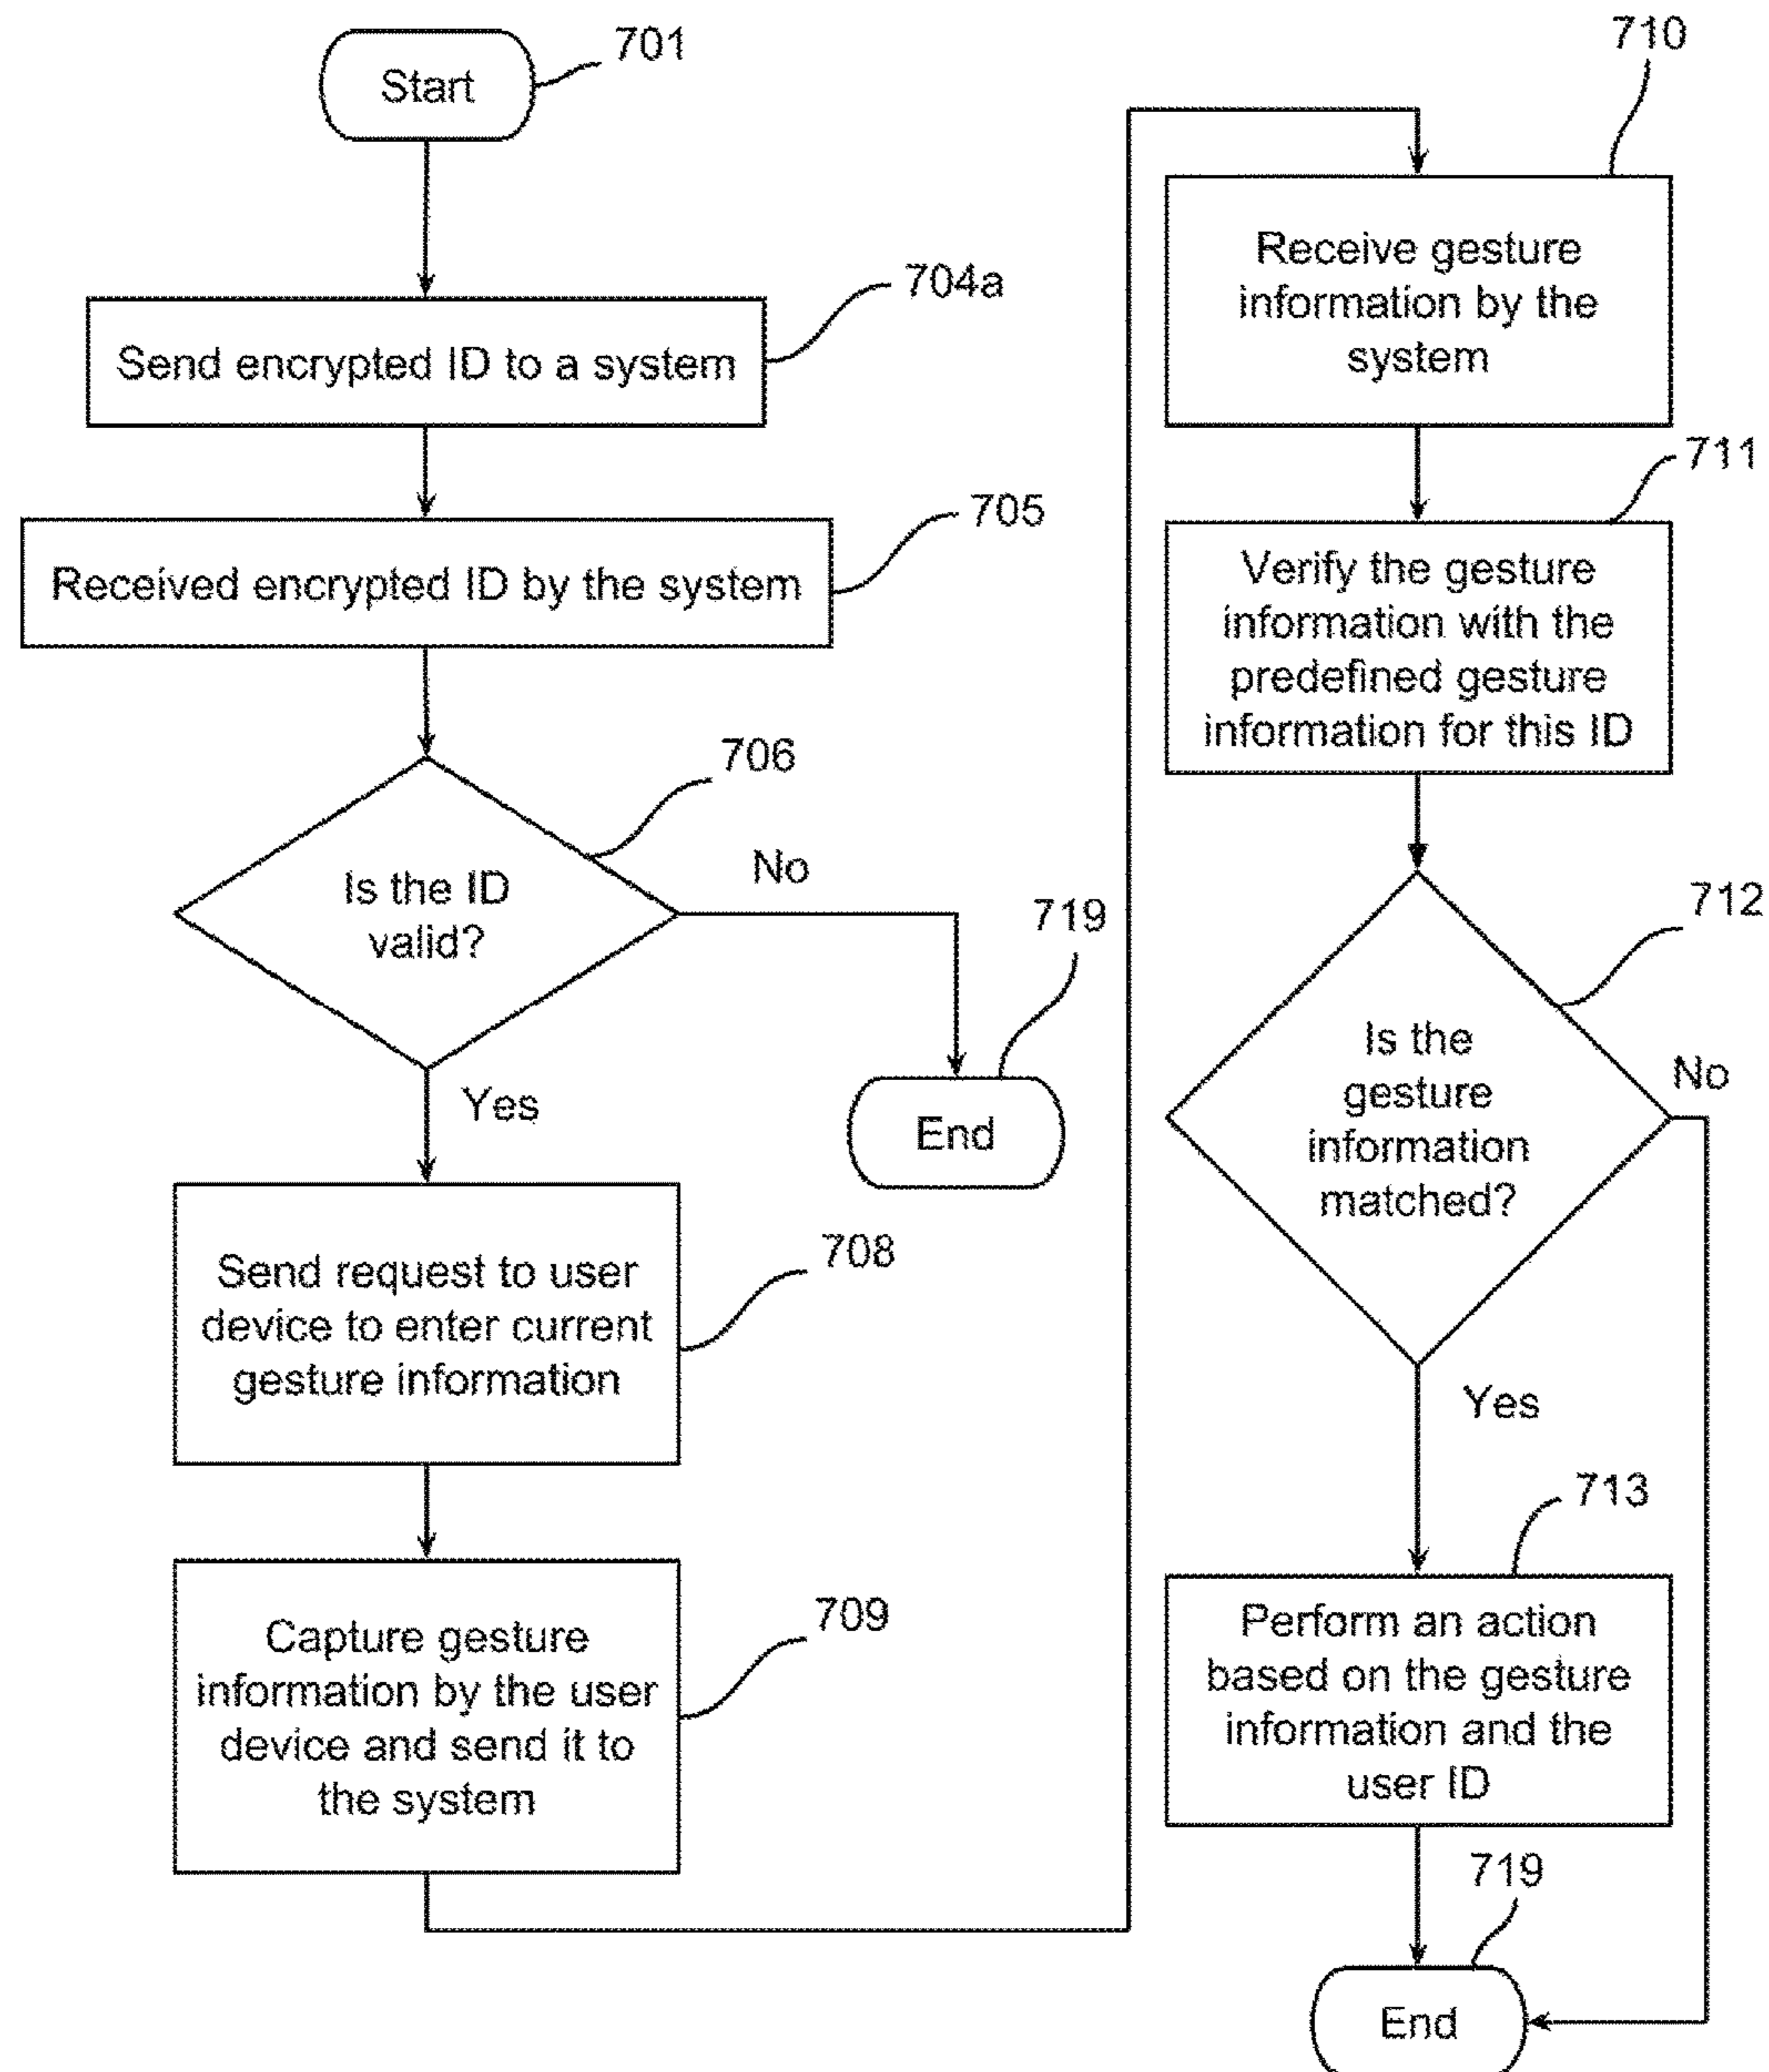 701
Start
704a
Send encrypted ID to a system
705
Received encrypted ID by the system
706
Is the ID
valid?
No
719
End
Yes
708
Send request to user
device to enter current
gesture information
709
Capture gesture
information by the user
device and send it to
the system
710
Receive gesture
information by the
system
711
Verify the gesture
information with the
predefined gesture
information for this ID
712
Is the
gesture
information
matched?
No
Yes
713
Perform an action
based on the gesture
information and the
user ID
719
End